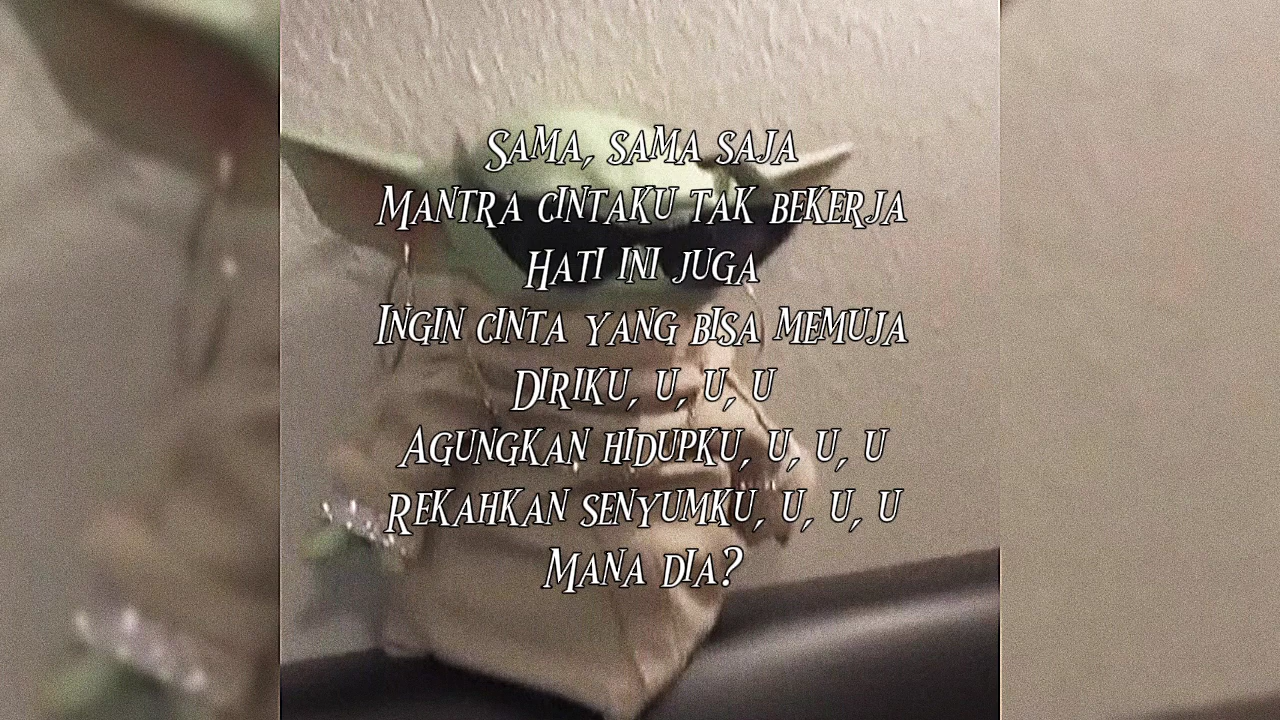 Sama, sama saja
Mantra cintaku tak bekerja
Hati ini juga
Ingin cinta yang bisa memuja
Diriku, u, u, u
Agungkan hidupku, u, u, u
Rekahkan senyumku, u, u, u
Mana dia?